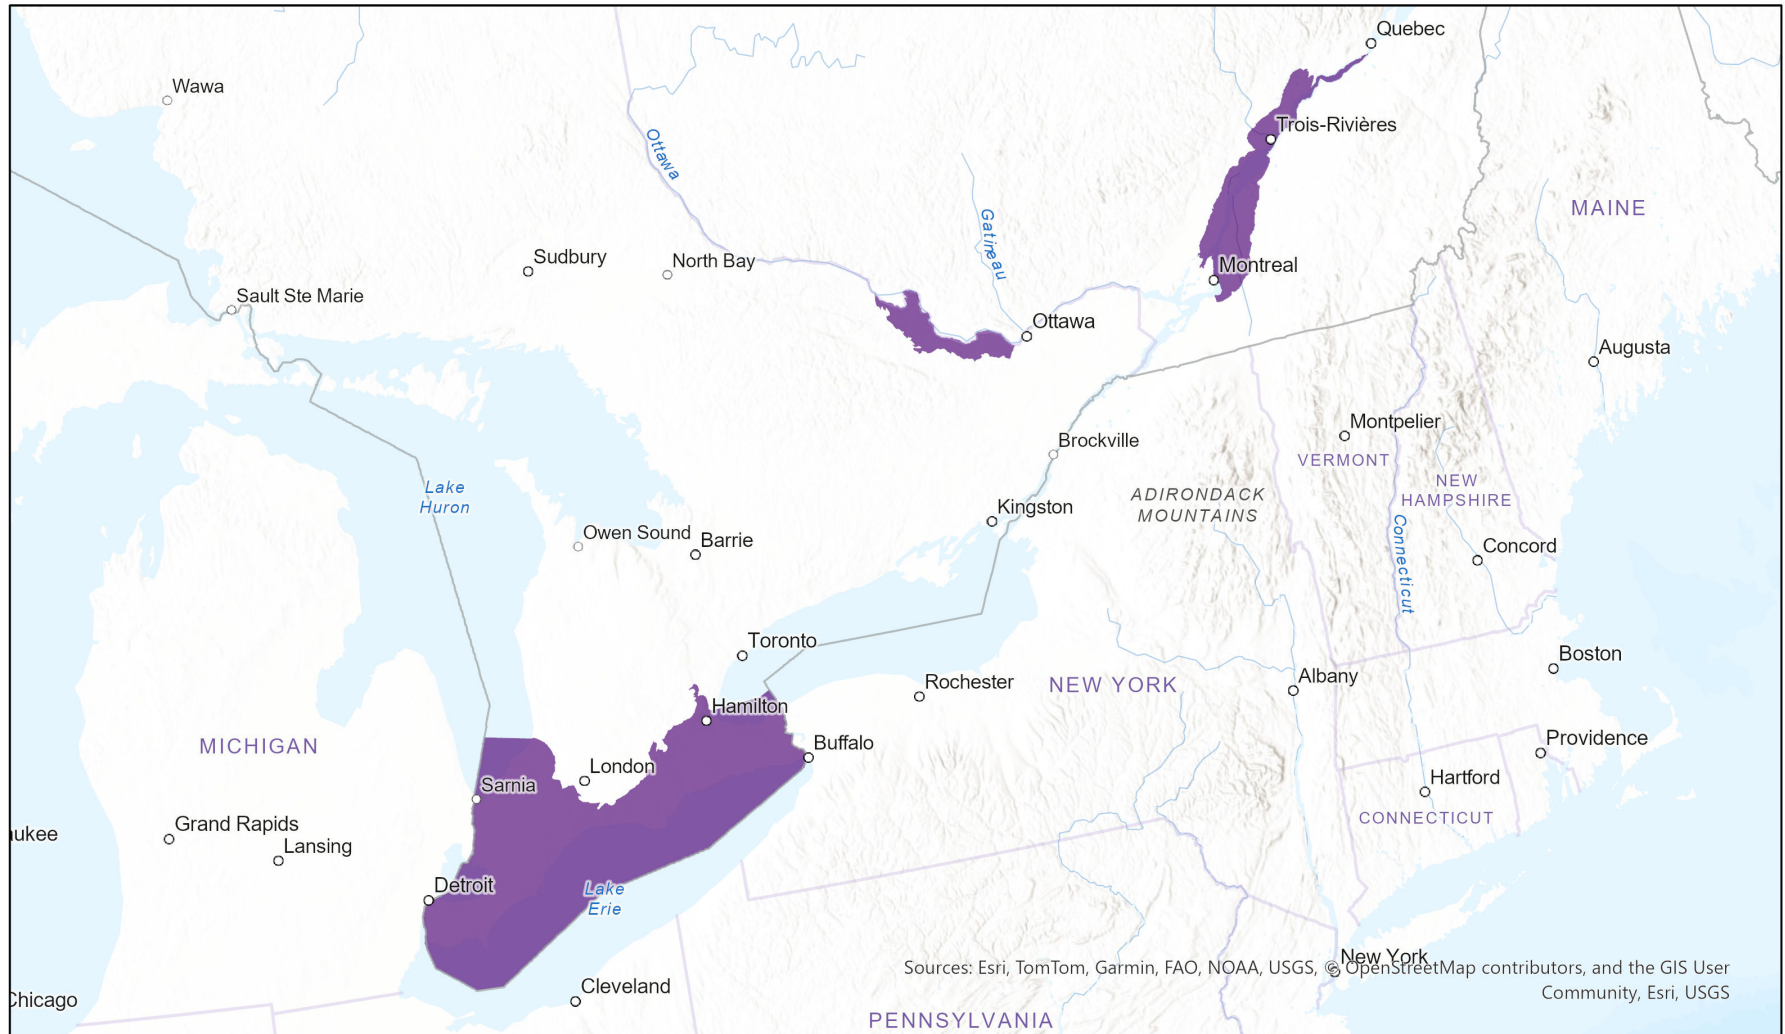 Quebec
Wawa
Trois-Rivières
Ottawa
MAINE
Gatineau
Sudbury
North Bay
Montreal
Sault Ste Marie
Ottawa
Augusta
Montpelier
Brockville
VERMONT
NEW
HAMPSHIRE
Lake
Huron
ADIRONDACK
MOUNTAINS
Kingston
Owen Sound
Barrie
Connecticut
Concord
Toronto
Boston
Albany
Rochester
NEW YORK
Hamilton
MICHIGAN
Buffalo
Providence
London
Hartford
Sarnia
CONNECTICUT
Grand Rapids
aukee
Lansing
Detroit
Lake
Erie
New York
Sources: Esri, TomTom, Garmin, FAO, NOAA, USGS, © OpenStreetMap contributors, and the GIS User
Community, Esri, USGS
Cleveland
Chicago
PENNSYLVANIA